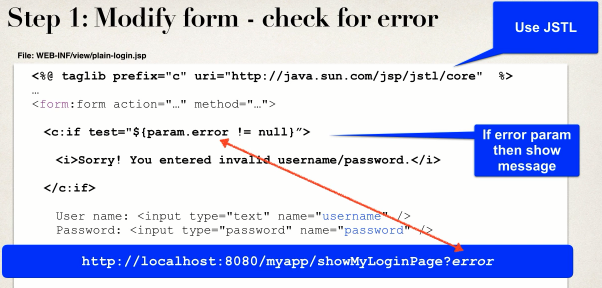 Step 1: Modify form - check for error
Use JSTL
File: WEB-INF/view/plain-login.jsp
<%@ taglib prefix="c" uri="http://java.sun.com/jsp/jstl/core"  %>
…
<form:form action="…" method="…">
<c:if test="${param.error != null}”>
If error param
then show
message
<i>Sorry! You entered invalid username/password.</i>
</c:if>
User name: <input type="text" name="username" />
Password: <input type="password" name="password" />
http://localhost:8080/myapp/showMyLoginPage?error